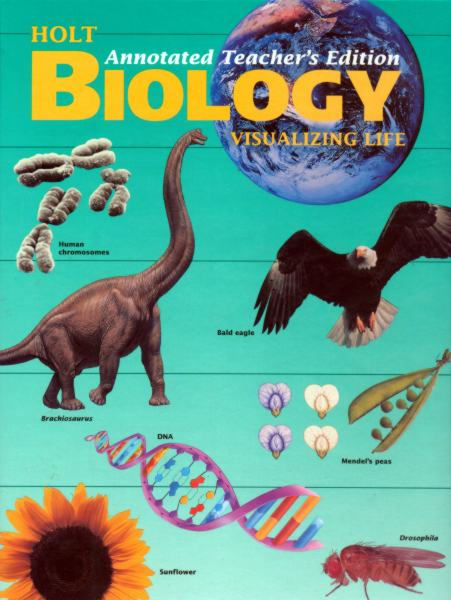 HOLT
Annotated Teacher's Edition
BIOLOGY
VISUALIZING LIFE
Human
chromosomes
Bald eagle
Brachiosaurus
DNA
Mendel's peas
Drosophila
Sunflower